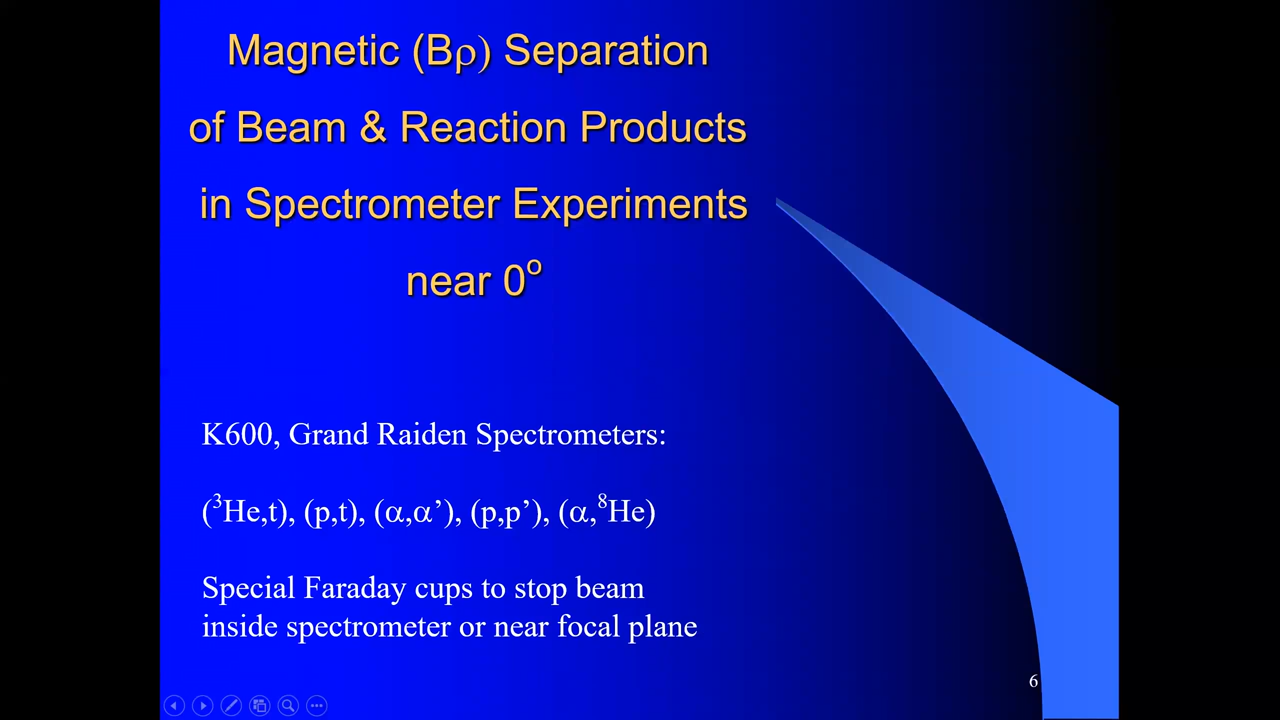 Magnetic (Bρ) Separation
of Beam & Reaction Products
in Spectrometer Experiments
near 0°
K600, Grand Raiden Spectrometers:
(³He,t), (p,t), (α,α’), (p,p’), (α,⁸He)
Special Faraday cups to stop beam
inside spectrometer or near focal plane
6